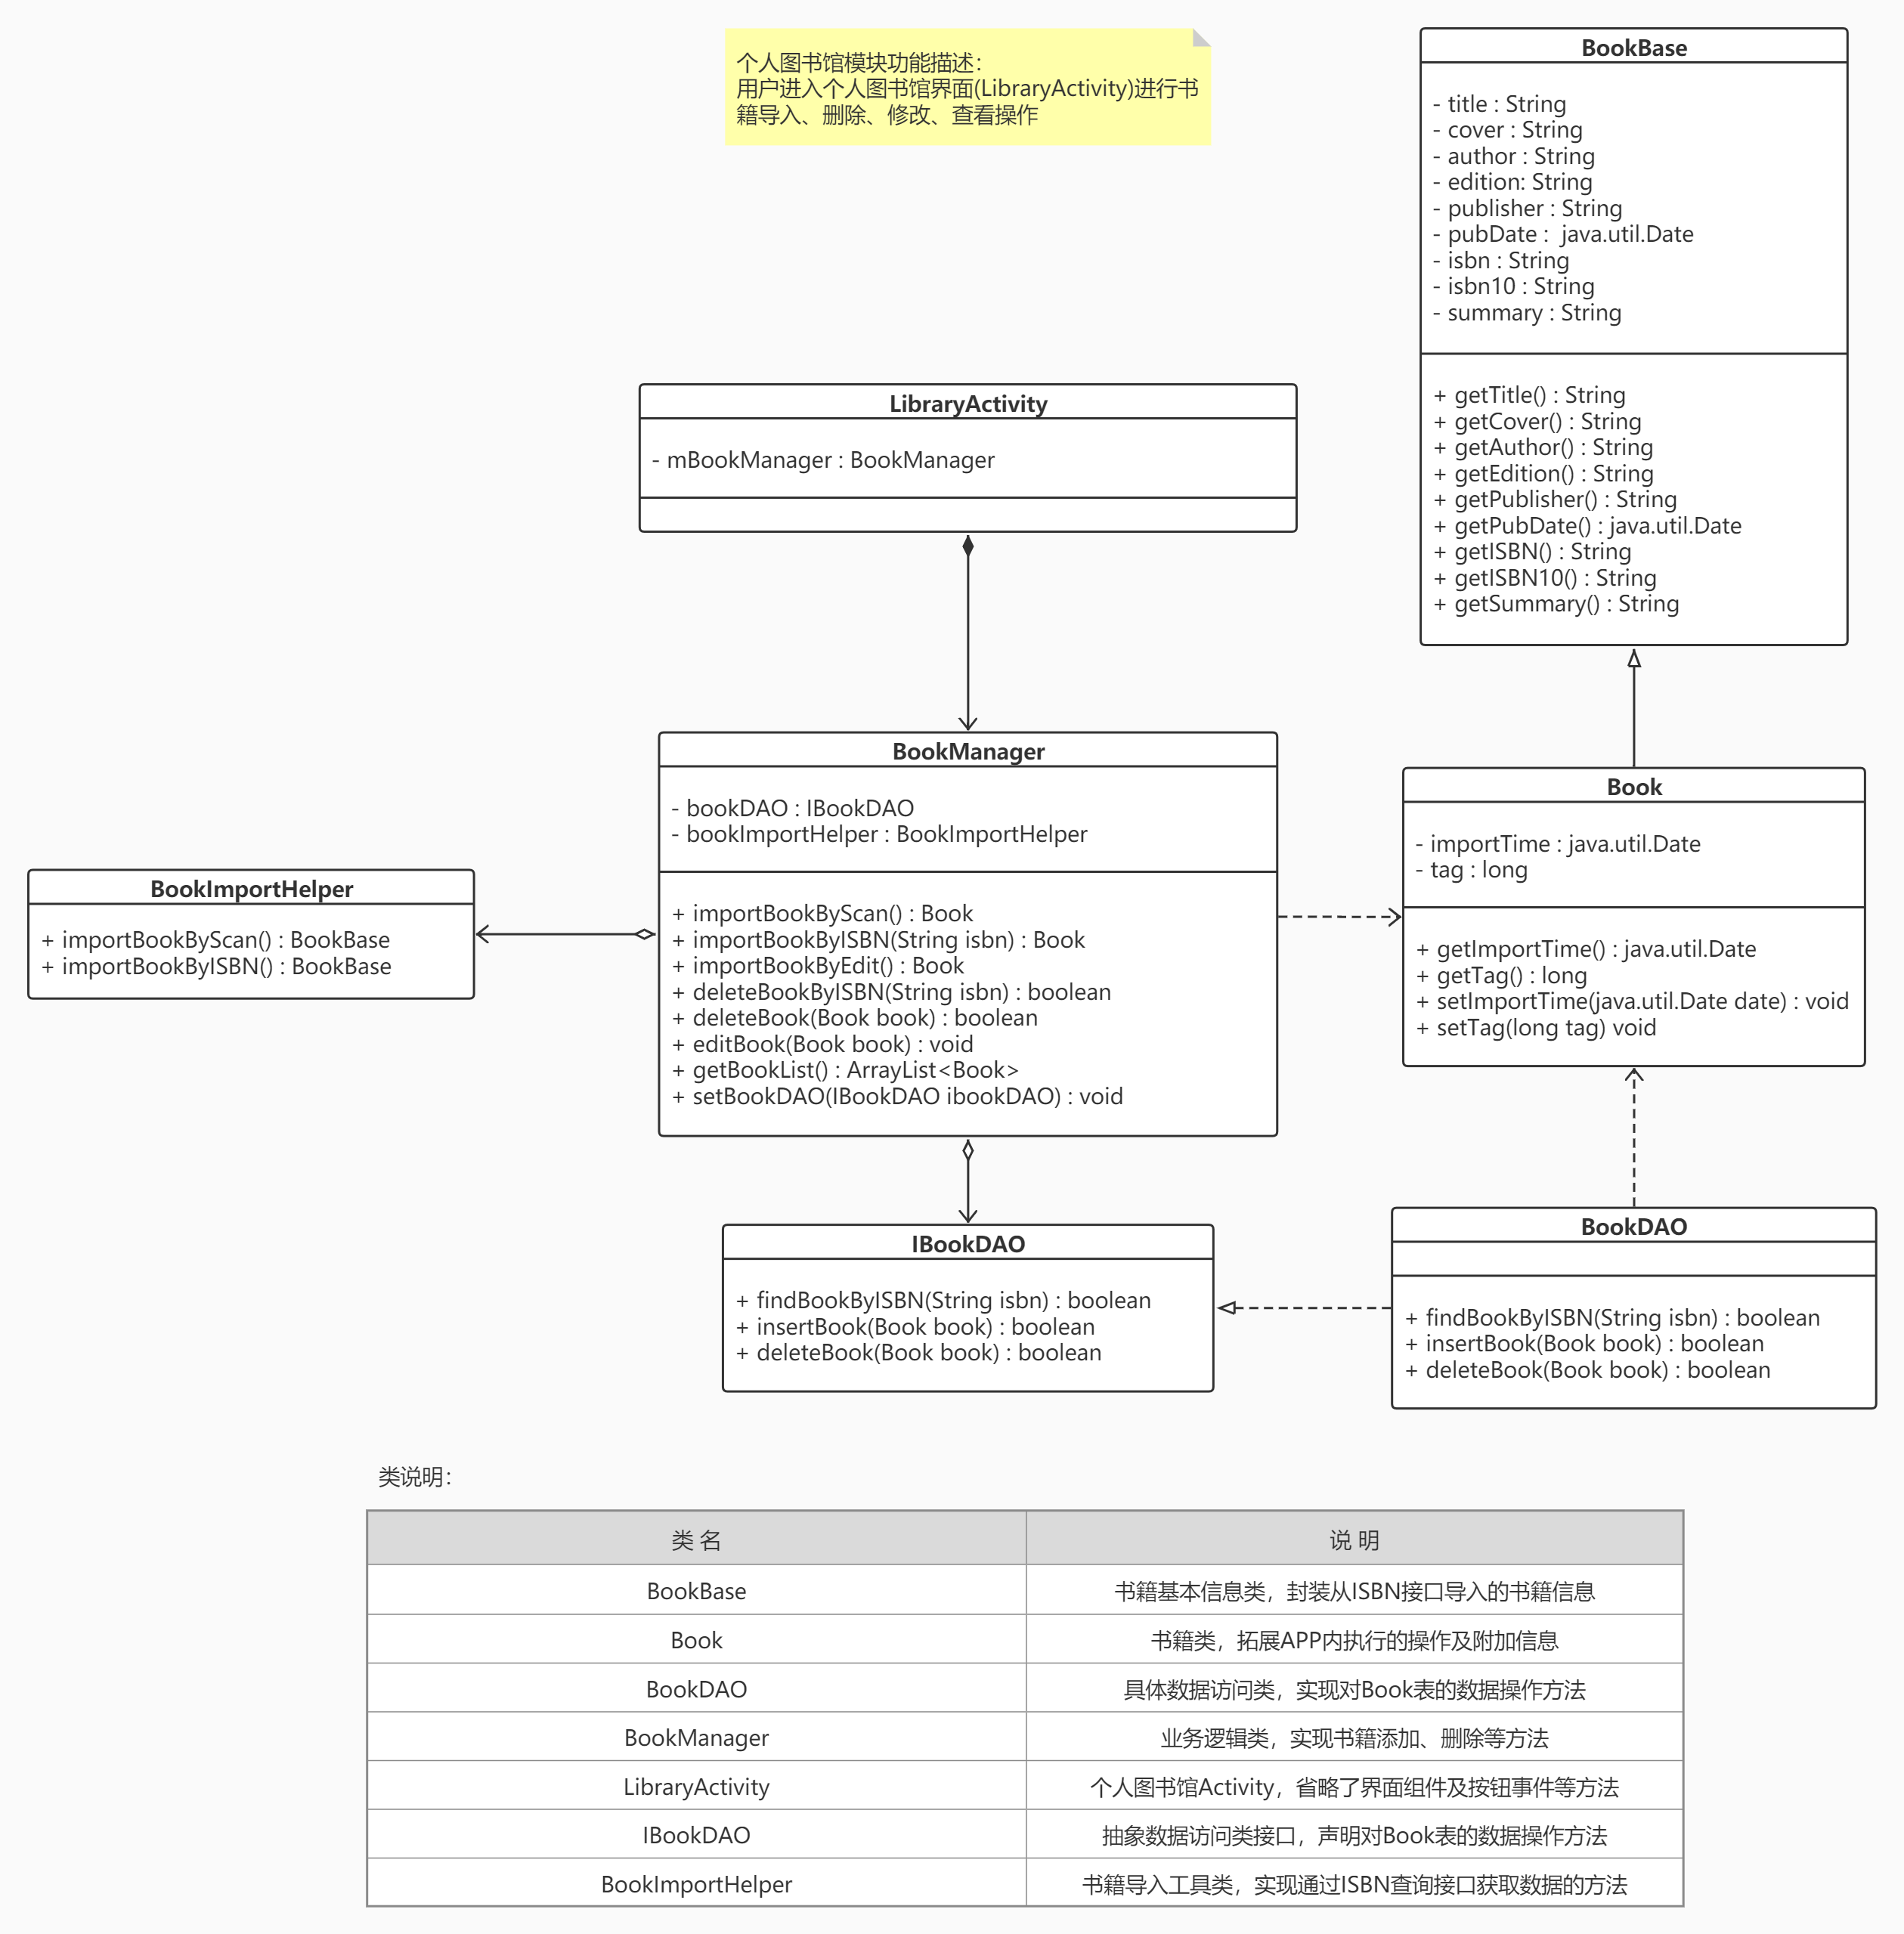 个人图书馆模块功能描述：
用户进入个人图书馆界面(LibraryActivity)进行书
籍导入、删除、修改、查看操作
BookBase
- title : String
- cover : String
- author : String
- edition: String
- publisher : String
- pubDate :  java.util.Date
- isbn : String
- isbn10 : String
- summary : String
+ getTitle() : String
+ getCover() : String
+ getAuthor() : String
+ getEdition() : String
+ getPublisher() : String
+ getPubDate() : java.util.Date
+ getISBN() : String
+ getISBN10() : String
+ getSummary() : String
LibraryActivity
- mBookManager : BookManager
BookManager
- bookDAO : IBookDAO
- bookImportHelper : BookImportHelper
+ importBookByScan() : Book
+ importBookByISBN(String isbn) : Book
+ importBookByEdit() : Book
+ deleteBookByISBN(String isbn) : boolean
+ deleteBook(Book book) : boolean
+ editBook(Book book) : void
+ getBookList() : ArrayList<Book>
+ setBookDAO(IBookDAO ibookDAO) : void
Book
- importTime : java.util.Date
- tag : long
+ getImportTime() : java.util.Date
+ getTag() : long
+ setImportTime(java.util.Date date) : void
+ setTag(long tag) void
BookImportHelper
+ importBookByScan() : BookBase
+ importBookByISBN() : BookBase
IBookDAO
+ findBookByISBN(String isbn) : boolean
+ insertBook(Book book) : boolean
+ deleteBook(Book book) : boolean
BookDAO
+ findBookByISBN(String isbn) : boolean
+ insertBook(Book book) : boolean
+ deleteBook(Book book) : boolean
类说明：
类 名
说 明
BookBase
书籍基本信息类，封装从ISBN接口导入的书籍信息
Book
书籍类，拓展APP内执行的操作及附加信息
BookDAO
具体数据访问类，实现对Book表的数据操作方法
BookManager
业务逻辑类，实现书籍添加、删除等方法
LibraryActivity
个人图书馆Activity，省略了界面组件及按钮事件等方法
IBookDAO
抽象数据访问类接口，声明对Book表的数据操作方法
BookImportHelper
书籍导入工具类，实现通过ISBN查询接口获取数据的方法